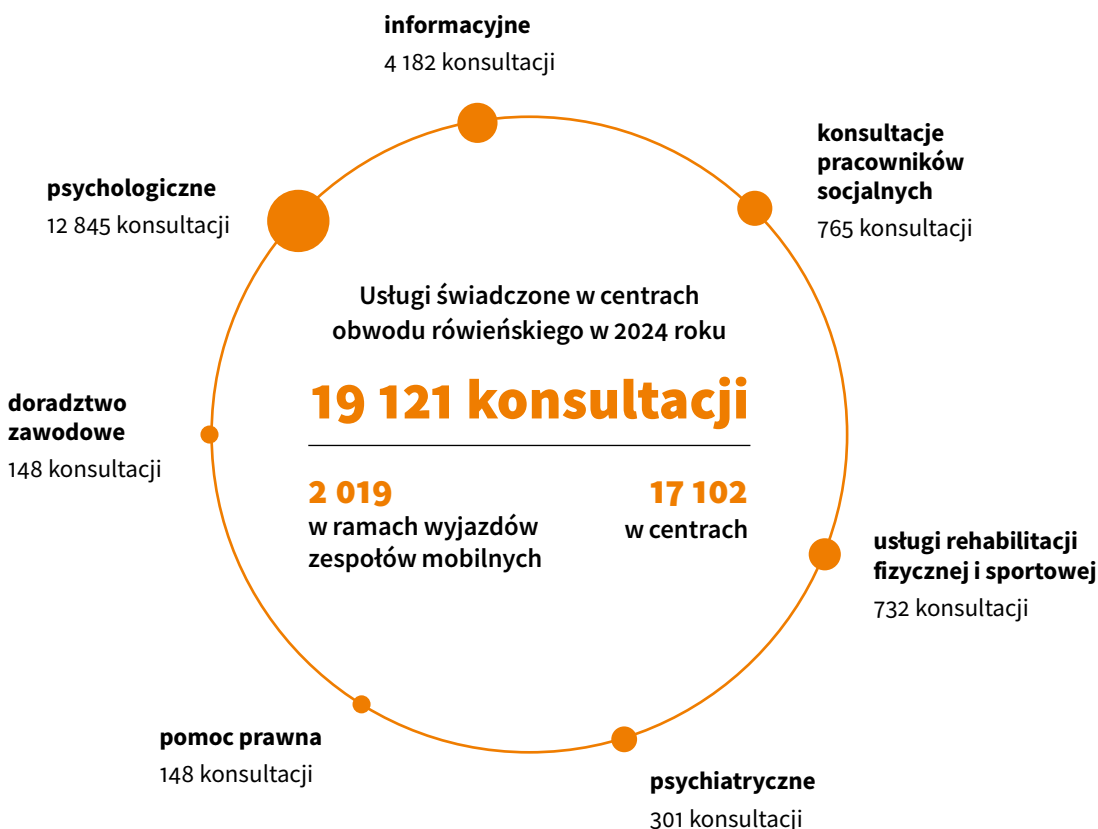 informacyjne
4 182 konsultacji
konsultacje
pracowników
socjalnych
765 konsultacji
psychologiczne
12 845 konsultacji
Usługi świadczone w centrach
obwodu rówieńskiego w 2024 roku
19 121 konsultacji
2 019
w ramach wyjazdów
zespołów mobilnych
17 102
w centrach
doradztwo
zawodowe
148 konsultacji
usługi rehabilitacji
fizycznej i sportowej
732 konsultacji
pomoc prawna
148 konsultacji
psychiatryczne
301 konsultacji